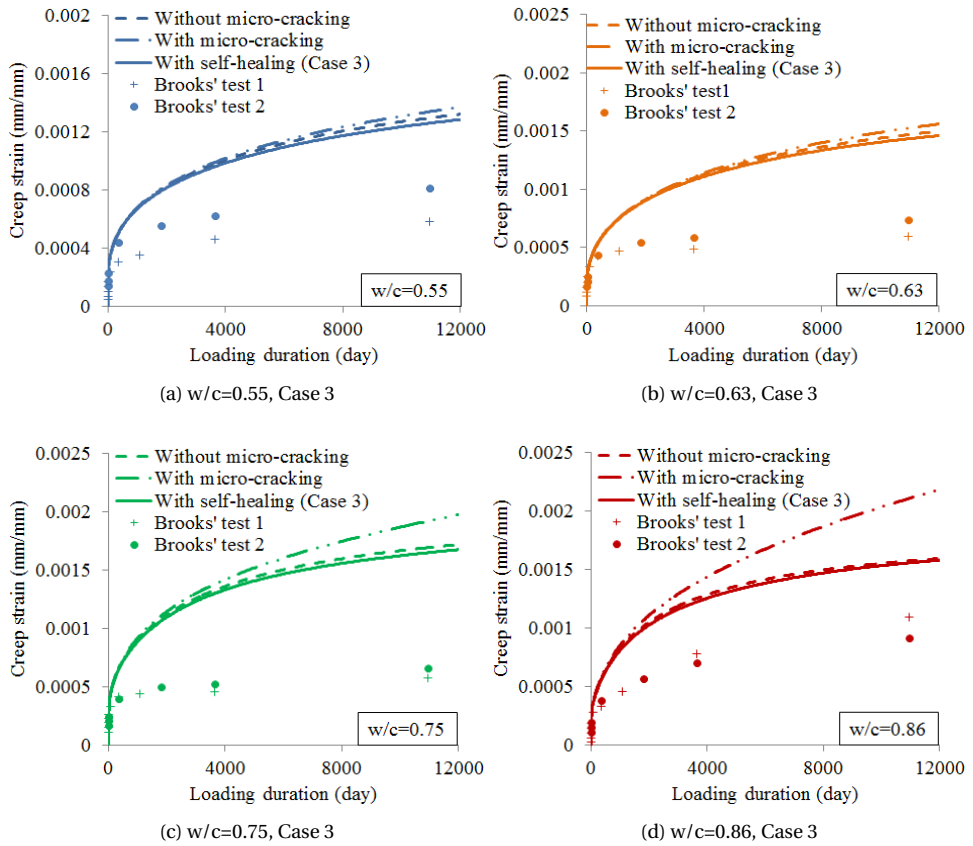 0.002
0.0016
0.0012
0.0008
0.0004
0
Creep strain (mm/mm)
Without micro-cracking
With micro-cracking
With self-healing (Case 3)
Brooks' test 1
Brooks' test 2
w/c=0.55
0 4000 8000 12000
Loading duration (day)
(a) w/c=0.55, Case 3
0.0025
0.002
0.0015
0.001
0.0005
0
Creep strain (mm/mm)
Without micro-cracking
With micro-cracking
With self-healing (Case 3)
Brooks' test1
Brooks' test 2
w/c=0.63
0 4000 8000 12000
Loading duration (day)
(b) w/c=0.63, Case 3
0.0025
0.002
0.0015
0.001
0.0005
0
Creep strain (mm/mm)
Without micro-cracking
With micro-cracking
With self-healing (Case 3)
Brooks' test 1
Brooks' test 2
w/c=0.75
0 4000 8000 12000
Loading duration (day)
(c) w/c=0.75, Case 3
0.0025
0.002
0.0015
0.001
0.0005
0
Creep strain (mm/mm)
Without micro-cracking
With micro-cracking
With self-healing (Case 3)
Brooks' test 1
Brooks' test 2
w/c=0.86
0 4000 8000 12000
Loading duration (day)
(d) w/c=0.86, Case 3